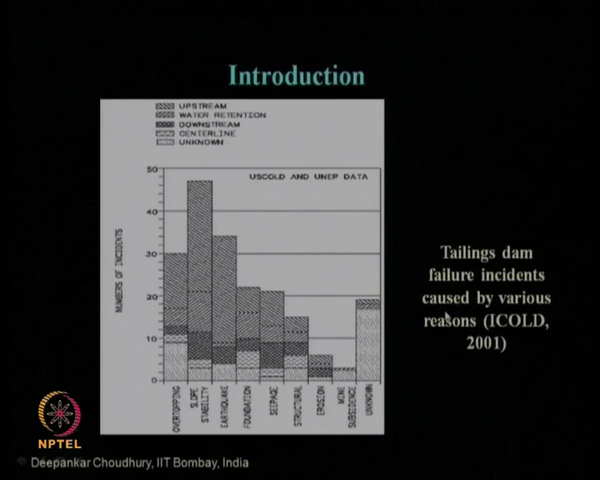 Introduction
UPSTREAM
WATER RETENTION
DOWNSTREAM
CENTERLINE
UNKNOWN
USCOLD AND UNEP DATA
50
40
30
20
10
0
NUMBERS OF INCIDENTS
OVERTOPPING
SLOPE
STABILITY
EARTHQUAKE
FOUNDATION
SEEPAGE
STRUCTURAL
EROSION
MINE
SUBSIDENCE
UNKNOWN
Tailings dam
failure incidents
caused by various
reasons (ICOLD,
2001)
NPTEL
Deepankar Choudhury, IIT Bombay, India